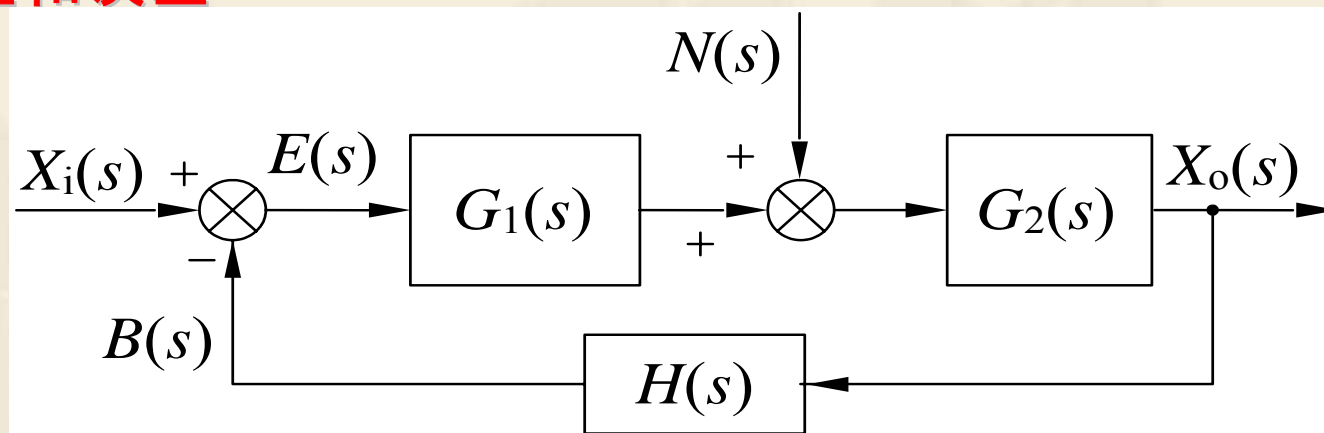 N(s)
Xi(s) + E(s) G1(s) + + G2(s) Xo(s)
−
B(s) H(s)